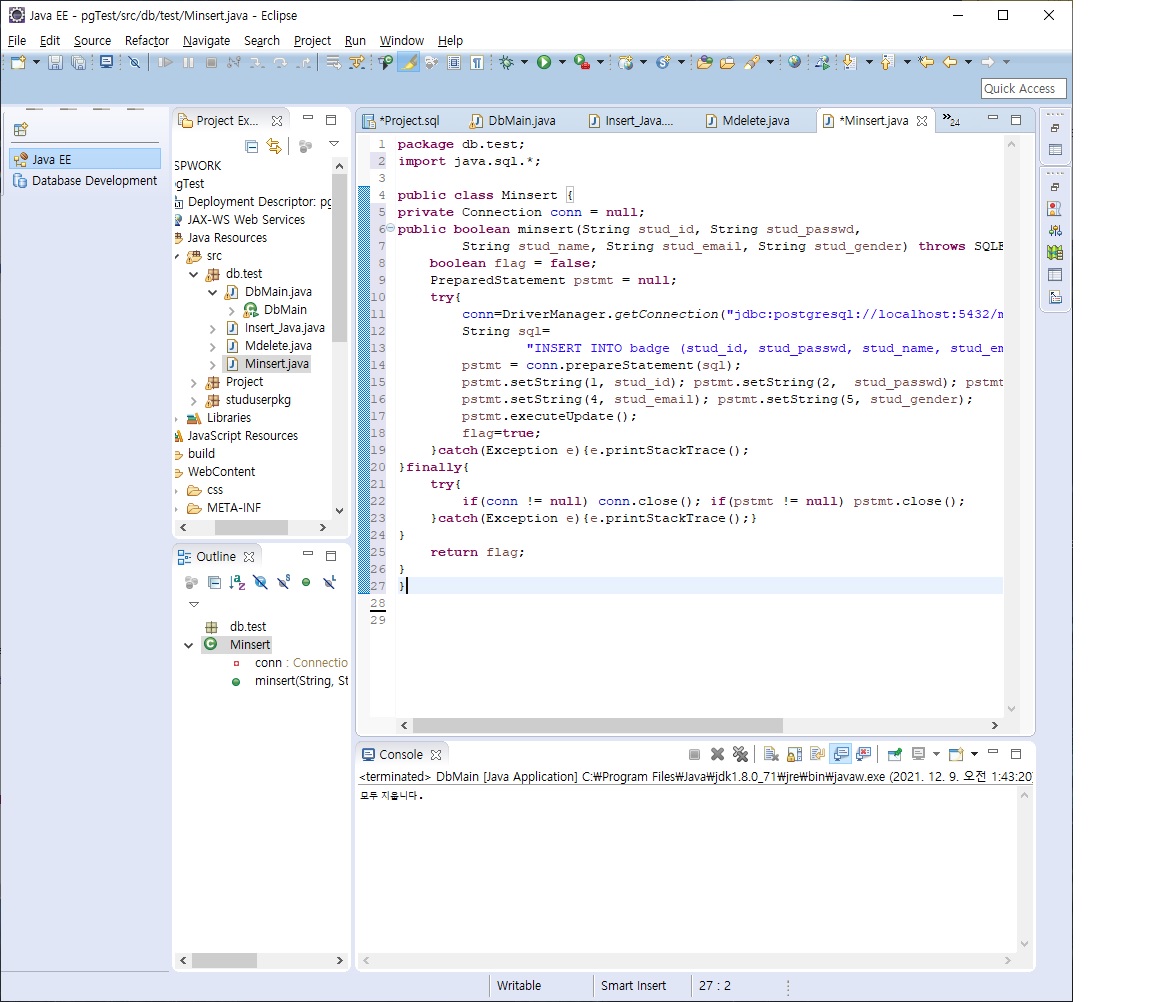 Java EE - pgTest/src/db/test/Minsert.java - Eclipse
File Edit Source Refactor Navigate Search Project Run Window Help
Quick Access
Java EE
Database Development
Project Ex...
SPWORK
gTest
Deployment Descriptor: pg
JAX-WS Web Services
Java Resources
src
db.test
DbMain.java
DbMain
Insert_Java.java
Mdelete.java
Minsert.java
Project
studuserpkg
Libraries
JavaScript Resources
build
WebContent
css
META-INF
Outline
db.test
Minsert
conn : Connectio
minsert(String, St
*Project.sql DbMain.java Insert_Java.... Mdelete.java *Minsert.java »24
1 package db.test;
2 import java.sql.*;
3
4 public class Minsert {
5 private Connection conn = null;
6 public boolean minsert(String stud_id, String stud_passwd,
7 String stud_name, String stud_email, String stud_gender) throws SQLE
8 boolean flag = false;
9 PreparedStatement pstmt = null;
10 try{
11 conn=DriverManager.getConnection("jdbc:postgresql://localhost:5432/m
12 String sql=
13 "INSERT INTO badge (stud_id, stud_passwd, stud_name, stud_em
14 pstmt = conn.prepareStatement(sql);
15 pstmt.setString(1, stud_id); pstmt.setString(2,  stud_passwd); pstmt
16 pstmt.setString(4, stud_email); pstmt.setString(5, stud_gender);
17 pstmt.executeUpdate();
18 flag=true;
19 }catch(Exception e){e.printStackTrace();
20 }finally{
21 try{
22 if(conn != null) conn.close(); if(pstmt != null) pstmt.close();
23 }catch(Exception e){e.printStackTrace();}
24 }
25 return flag;
26 }
27 }
28
29
Console
<terminated> DbMain [Java Application] C:₩Program Files₩Java₩jdk1.8.0_71₩jre₩bin₩javaw.exe (2021. 12. 9. 오전 1:43:20)
모두 지웁니다.
Writable Smart Insert 27 : 2